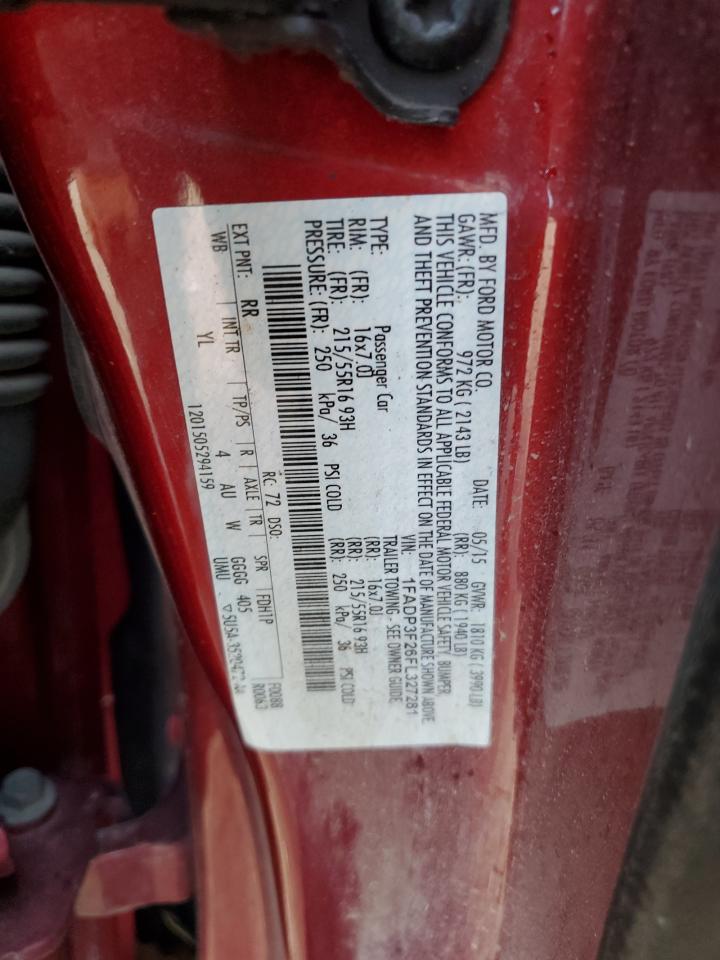 MFD. BY FORD MOTOR CO. DATE: 05/15 GVWR: 1810 KG ( 3990 LB)
GAWR: (FR): 972 KG ( 2143 LB) (RR): 880 KG ( 1940 LB)
THIS VEHICLE CONFORMS TO ALL APPLICABLE FEDERAL MOTOR VEHICLE SAFETY, BUMPER
AND THEFT PREVENTION STANDARDS IN EFFECT ON THE DATE OF MANUFACTURE SHOWN ABOVE
VIN: 1FADP3F26FL327281
TYPE: Passenger Car TRAILER TOWING - SEE OWNER GUIDE
RIM: (FR): 16x7.0J (RR): 16x7.0J
TIRE: (FR): 215/55R16 93H (RR): 215/55R16 93H
PRESSURE: (FR): 250 kPa/ 36 PSI COLD (RR): 250 kPa/ 36 PSI COLD
RC: 72 DSO: F0088
EXT PNT: RR FDH1P R0063
WB INT TR TP/PS R AXLE TR SPR
YL 4 AU W GGGG 405
1201505294159 UMU